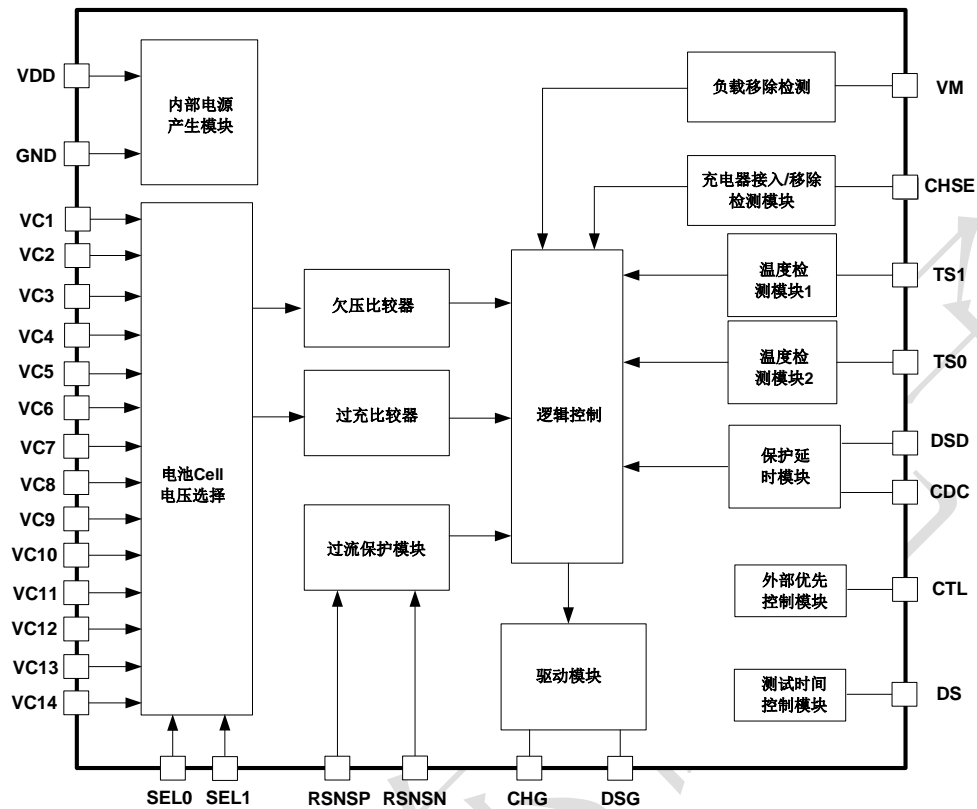 VDD
GND
VC1
VC2
VC3
VC4
VC5
VC6
VC7
VC8
VC9
VC10
VC11
VC12
VC13
VC14
内部电源
产生模块
电池Cell
电压选择
欠压比较器
过充比较器
过流保护模块
逻辑控制
驱动模块
负载移除检测
充电器接入/移除
检测模块
温度检
测模块1
温度检
测模块2
保护延
时模块
外部优先
控制模块
测试时间
控制模块
VM
CHSE
TS1
TS0
DSD
CDC
CTL
DS
SEL0
SEL1
RSNSP
RSNSN
CHG
DSG